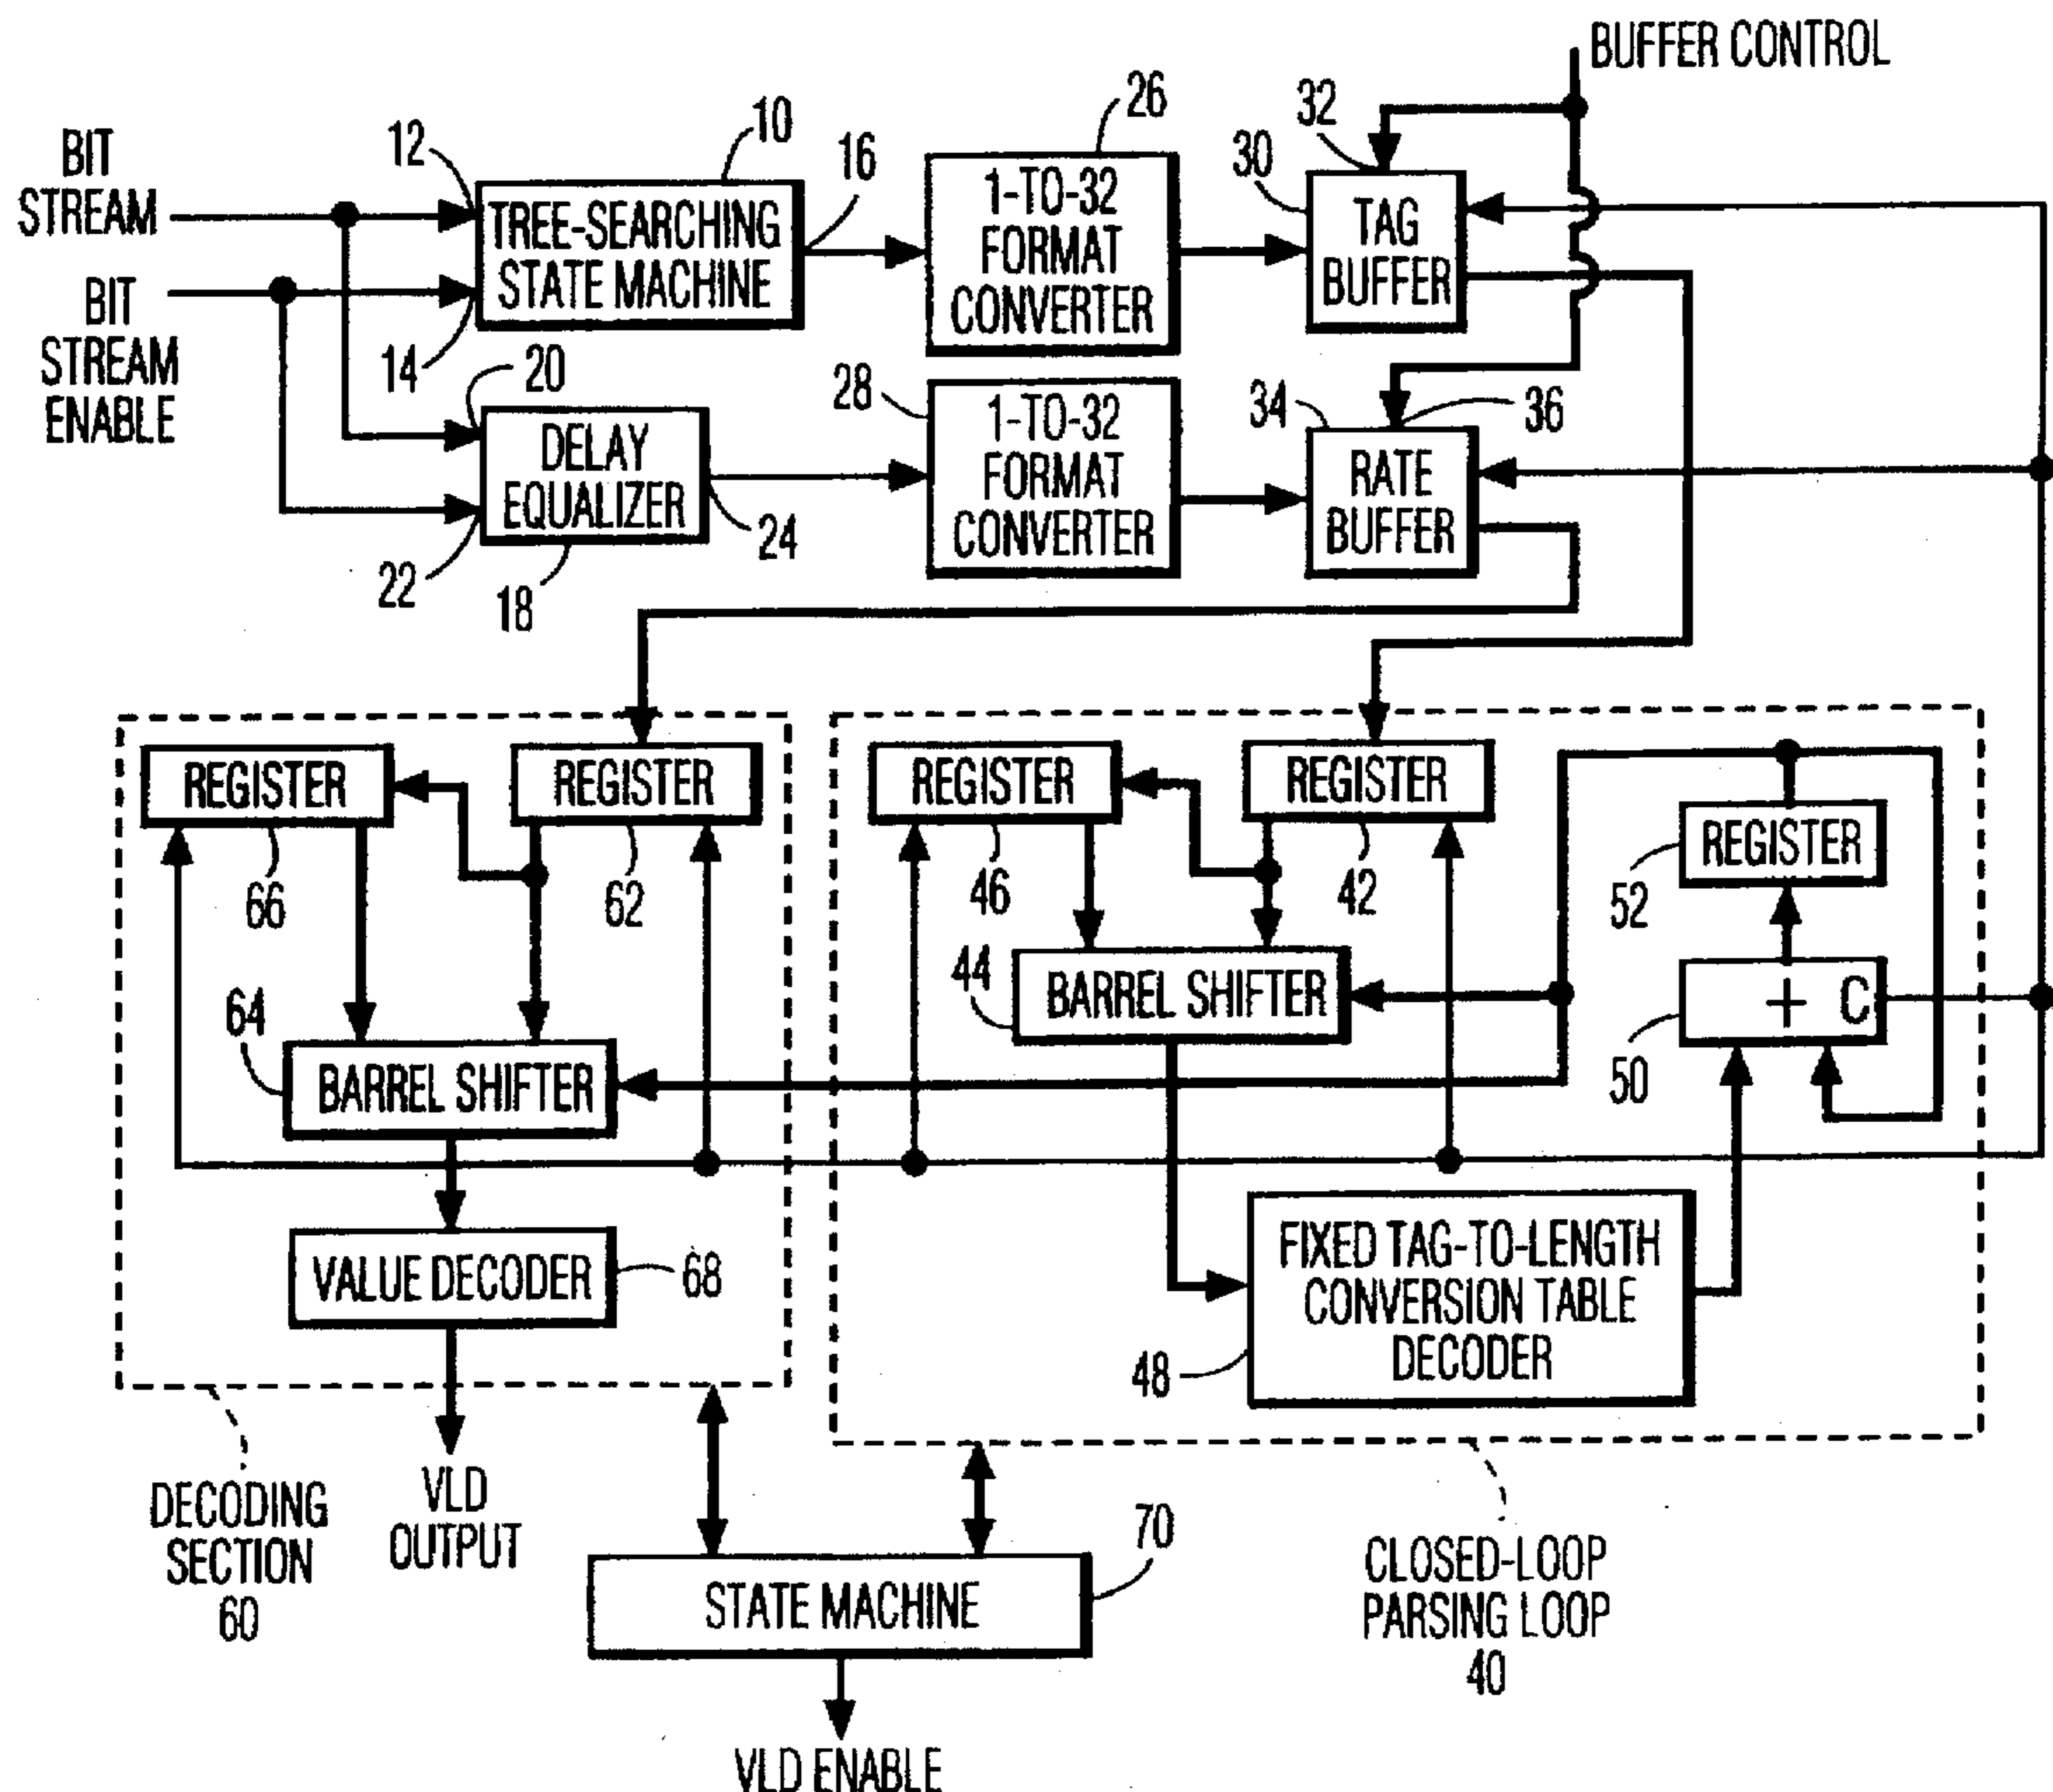 BUFFER CONTROL
BIT
STREAM
BIT
STREAM
ENABLE
12
14
10
TREE-SEARCHING
STATE MACHINE
16
20
22
DELAY
EQUALIZER
18
24
26
1-TO-32
FORMAT
CONVERTER
28
1-TO-32
FORMAT
CONVERTER
30
32
TAG
BUFFER
34
36
RATE
BUFFER
REGISTER
66
REGISTER
62
64
BARREL SHIFTER
VALUE DECODER
68
REGISTER
46
REGISTER
42
44
BARREL SHIFTER
REGISTER
52
+ C
50
FIXED TAG-TO-LENGTH
CONVERSION TABLE
DECODER
48
DECODING
SECTION
60
VLD
OUTPUT
STATE MACHINE
70
CLOSED-LOOP
PARSING LOOP
40
VLD ENABLE